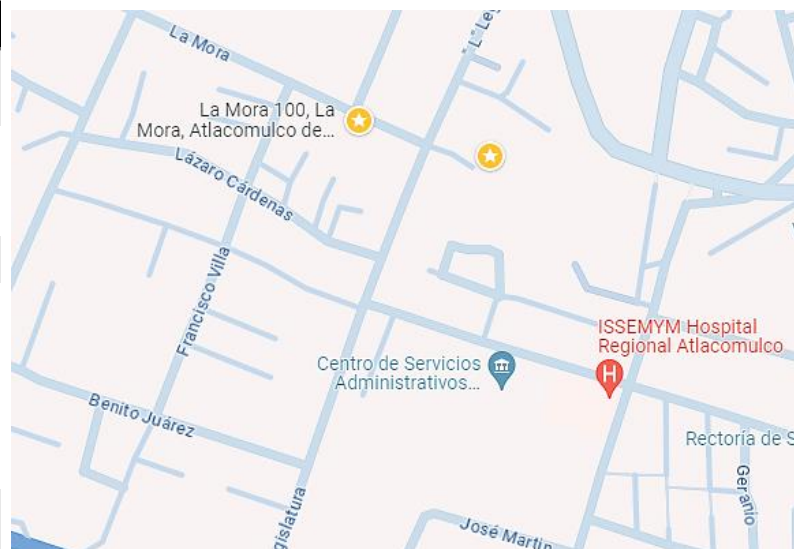 La Mora
"L" Leg
La Mora 100, La
Mora, Atlacomulco de...
Lázaro Cárdenas
Francisco Villa
ISSEMYM Hospital
Regional Atlacomulco
H
Centro de Servicios
Administrativos...
Benito Juárez
Rectoría de S
Geranio
gislatura
José Martin